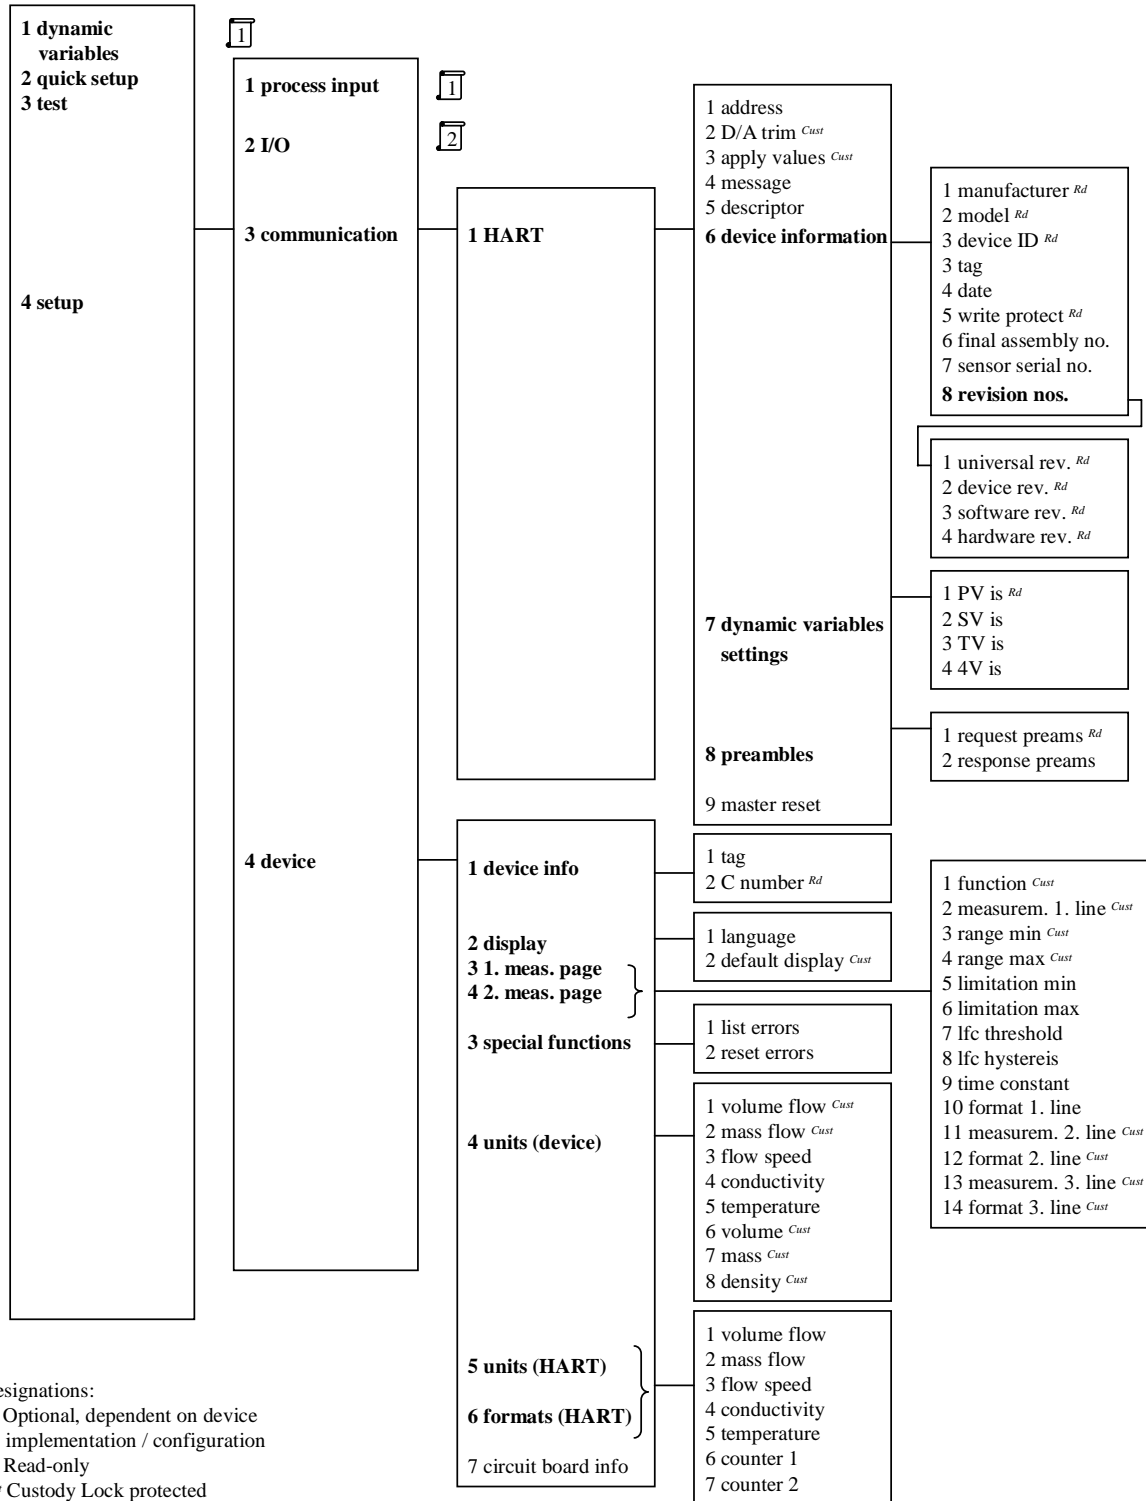 1 dynamic
variables
2 quick setup
3 test
4 setup
1
1 process input
1
2 I/O
2
3 communication
4 device
1 HART
1 address
2 D/A trim Cust
3 apply values Cust
4 message
5 descriptor
6 device information
7 dynamic variables
settings
8 preambles
9 master reset
1 manufacturer Rd
2 model Rd
3 device ID Rd
3 tag
4 date
5 write protect Rd
6 final assembly no.
7 sensor serial no.
8 revision nos.
1 universal rev. Rd
2 device rev. Rd
3 software rev. Rd
4 hardware rev. Rd
1 PV is Rd
2 SV is
3 TV is
4 4V is
1 request preams Rd
2 response preams
1 device info
2 display
3 1. meas. page
4 2. meas. page
3 special functions
4 units (device)
5 units (HART)
6 formats (HART)
7 circuit board info
1 tag
2 C number Rd
1 language
2 default display Cust
1 list errors
2 reset errors
1 volume flow Cust
2 mass flow Cust
3 flow speed
4 conductivity
5 temperature
6 volume Cust
7 mass Cust
8 density Cust
1 volume flow
2 mass flow
3 flow speed
4 conductivity
5 temperature
6 counter 1
7 counter 2
1 function Cust
2 measurem. 1. line Cust
3 range min Cust
4 range max Cust
5 limitation min
6 limitation max
7 lfc threshold
8 lfc hystereis
9 time constant
10 format 1. line
11 measurem. 2. line Cust
12 format 2. line Cust
13 measurem. 3. line Cust
14 format 3. line Cust
esignations:
Optional, dependent on device
implementation / configuration
Read-only
Custody Lock protected